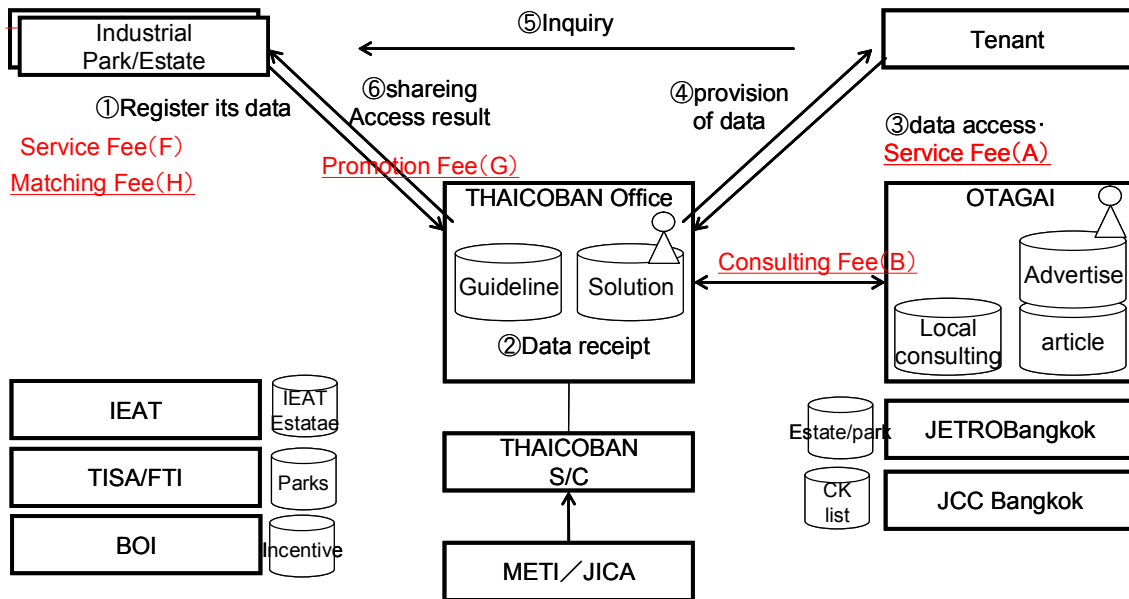 Industrial
Park/Estate
⑤Inquiry
Tenant
①Register its data
⑥shareing
Access result
④provision
of data
③data access・
Service Fee(A)
Service Fee(F)
Matching Fee(H)
Promotion Fee(G)
THAICOBAN Office
Guideline
Solution
②Data receipt
Consulting Fee(B)
OTAGAI
Advertise
article
Local
consulting
IEAT
IEAT
Estatae
TISA/FTI
Parks
BOI
Incentive
THAICOBAN
S/C
METI／JICA
Estate/park
JETROBangkok
CK
list
JCC Bangkok